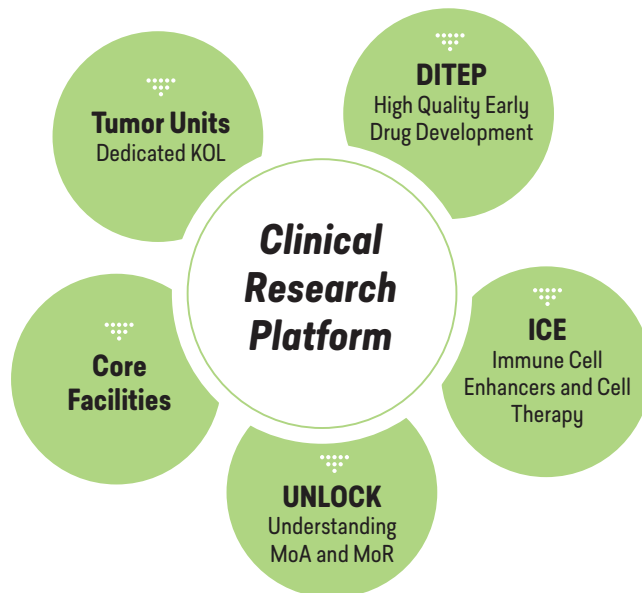 Tumor Units
Dedicated KOL
DITEP
High Quality Early
Drug Development
Clinical
Research
Platform
Core
Facilities
ICE
Immune Cell
Enhancers and Cell
Therapy
UNLOCK
Understanding
MoA and MoR